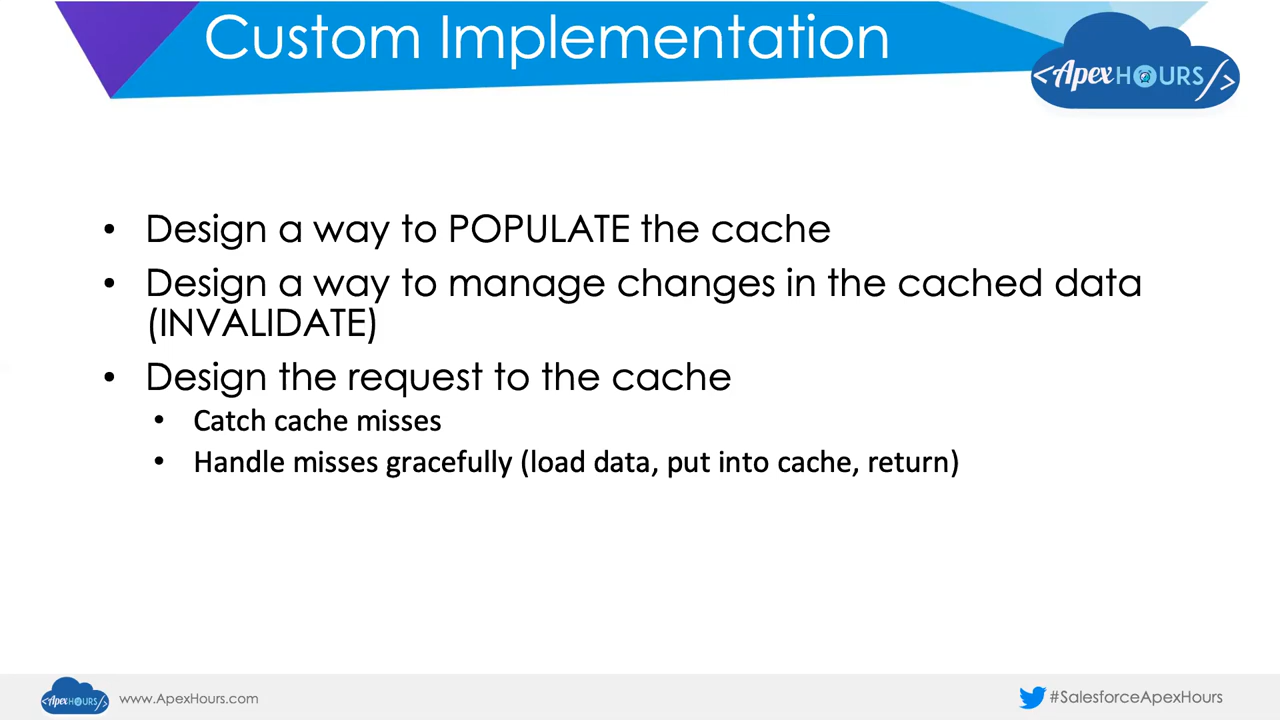 Custom Implementation
<ApexHOURS/>
• Design a way to POPULATE the cache
• Design a way to manage changes in the cached data
(INVALIDATE)
• Design the request to the cache
• Catch cache misses
• Handle misses gracefully (load data, put into cache, return)
<ApexHOURS/>
www.ApexHours.com
#SalesforceApexHours